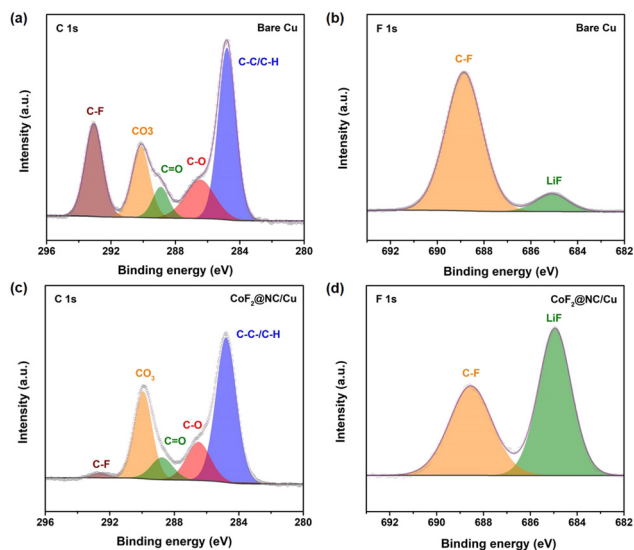 (a)
C 1s
Bare Cu
C-F
CO3
C=O
C-O
C-C/C-H
Intensity (a.u.)
296 292 288 284 280
Binding energy (eV)
(b)
F 1s
Bare Cu
C-F
LiF
Intensity (a.u.)
692 690 688 686 684 682
Binding energy (eV)
(c)
C 1s
CoF₂@NC/Cu
C-F
CO₃
C=O
C-O
C-C-/C-H
Intensity (a.u.)
296 292 288 284 280
Binding energy (eV)
(d)
F 1s
CoF₂@NC/Cu
C-F
LiF
Intensity (a.u.)
692 690 688 686 684 682
Binding energy (eV)